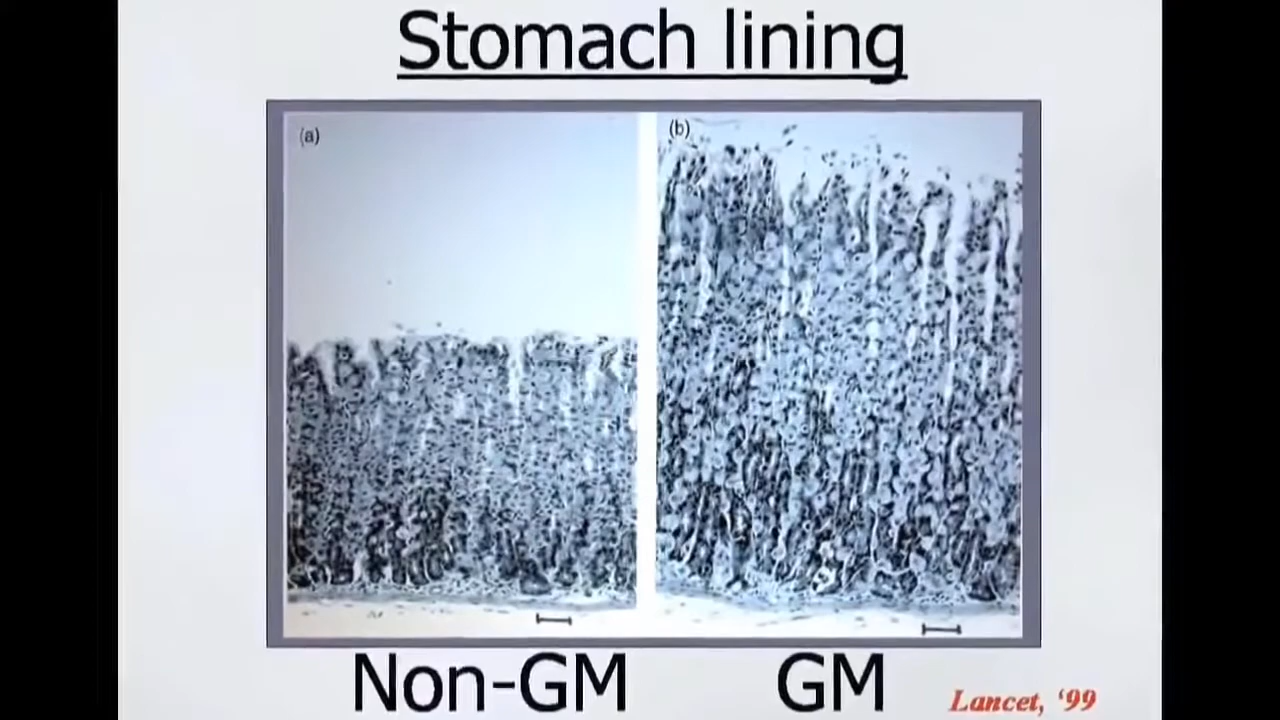 Stomach lining
(a)
(b)
Non-GM
GM
Lancet, ‘99